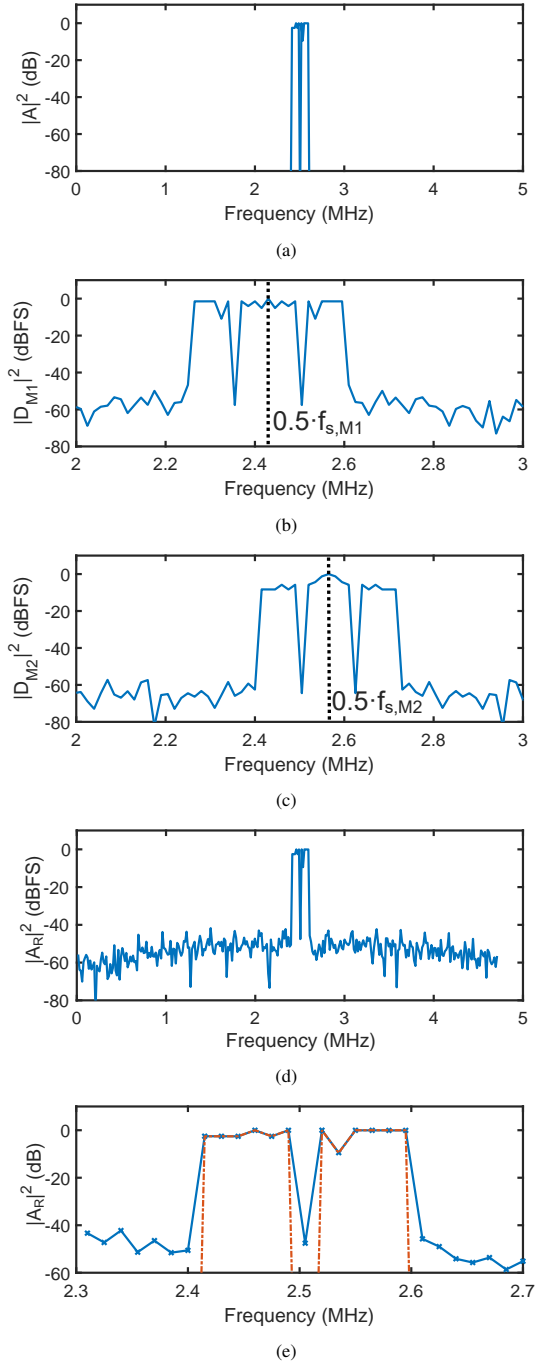 0
-20
-40
-60
-80
|A|² (dB)
0 1 2 3 4 5
Frequency (MHz)
(a)
0
-20
-40
-60
-80
|D_M1|² (dBFS)
0.5·f_s,M1
2 2.2 2.4 2.6 2.8 3
Frequency (MHz)
(b)
0
-20
-40
-60
-80
|D_M2|² (dBFS)
0.5·f_s,M2
2 2.2 2.4 2.6 2.8 3
Frequency (MHz)
(c)
0
-20
-40
-60
-80
|A_R|² (dBFS)
0 1 2 3 4 5
Frequency (MHz)
(d)
0
-20
-40
-60
|A_R|² (dB)
2.3 2.4 2.5 2.6 2.7
Frequency (MHz)
(e)